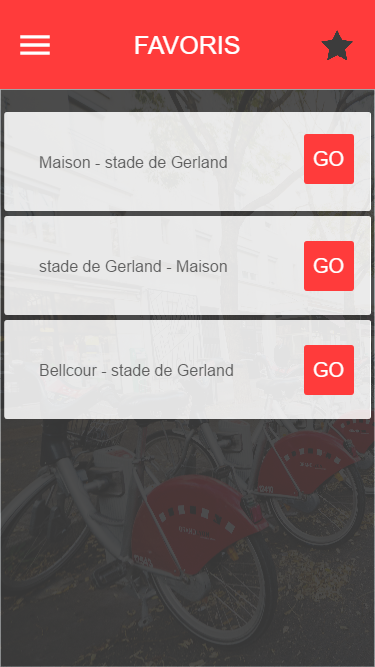 FAVORIS
Maison - stade de Gerland
GO
stade de Gerland - Maison
GO
Bellcour - stade de Gerland
GO